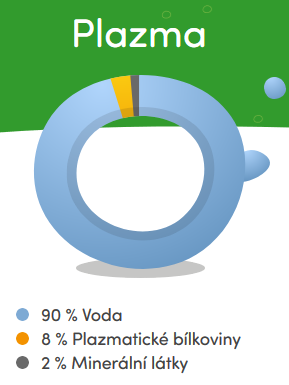 Plazma
90 % Voda
8 % Plazmatické bílkoviny
2 % Minerální látky